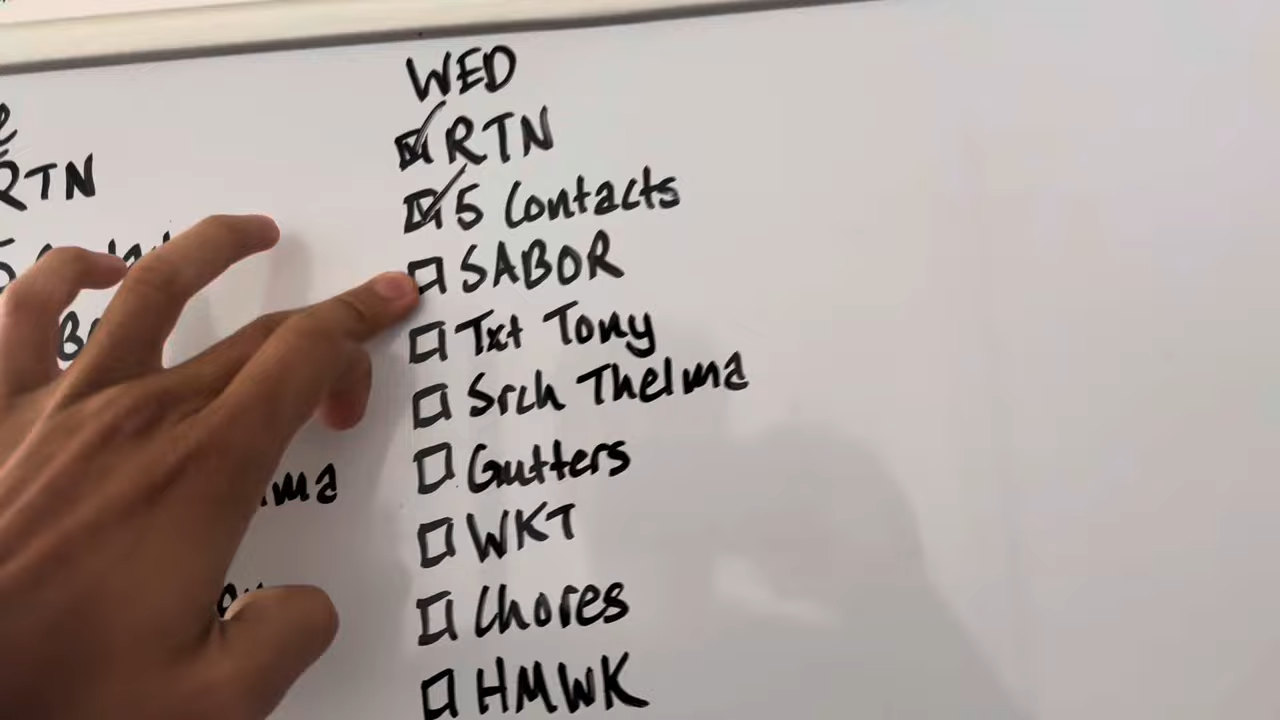 RTN
WED
RTN
5 Contacts
SABOR
Txt Tony
Srch Thelma
Gutters
WKT
Chores
HMWK